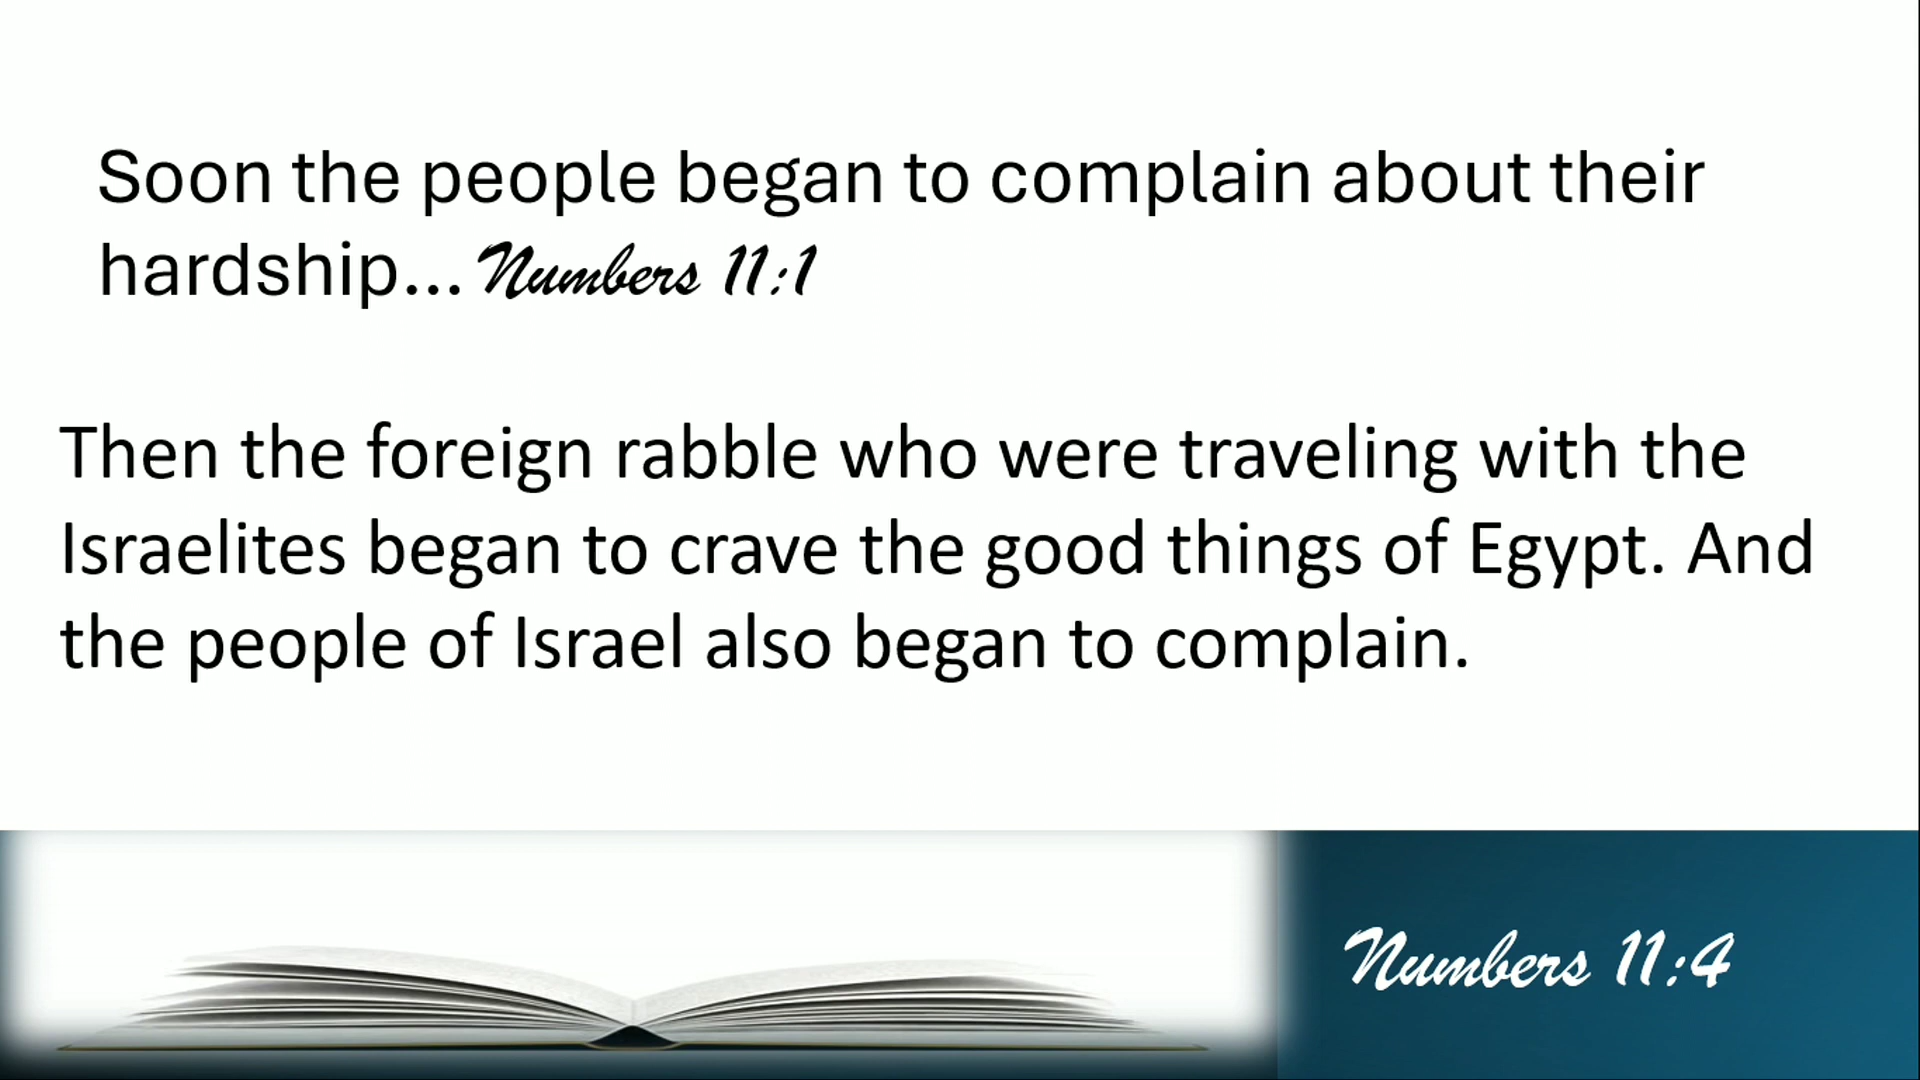 Soon the people began to complain about their
hardship... Numbers 11:1
Then the foreign rabble who were traveling with the
Israelites began to crave the good things of Egypt. And
the people of Israel also began to complain.
Numbers 11:4